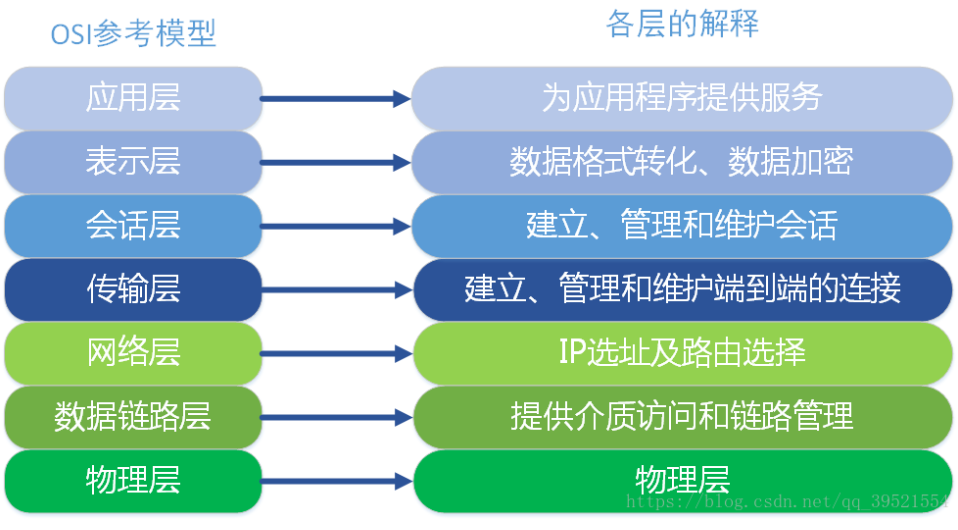 OSI参考模型 各层的解释
应用层 为应用程序提供服务
表示层 数据格式转化、数据加密
会话层 建立、管理和维护会话
传输层 建立、管理和维护端到端的连接
网络层 IP选址及路由选择
数据链路层 提供介质访问和链路管理
物理层 物理层
https://blog.csdn.net/qq_39521554